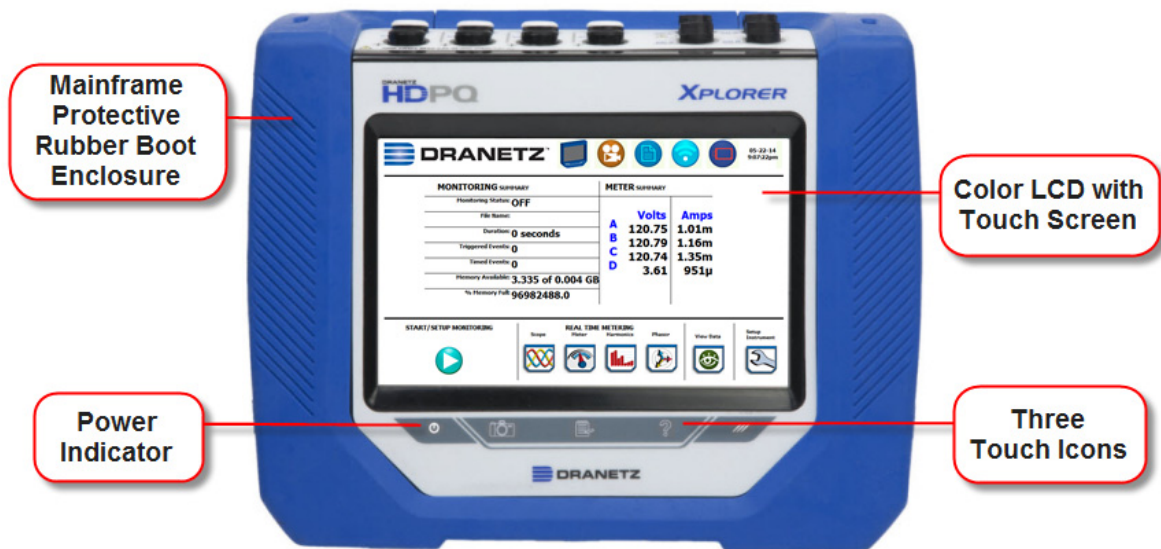 Mainframe
Protective
Rubber Boot
Enclosure
DRANETZ
HDPQ
XPLORER
DRANETZ
05-22-14
9:07:22pm
MONITORING SUMMARY
Monitoring Status: OFF
File Name:
Duration: 0 seconds
Triggered Events: 0
Timed Events: 0
Memory Available: 3.335 of 0.004 GB
% Memory Full: 96982488.0
METER SUMMARY
Volts Amps
A 120.75 1.01m
B 120.79 1.16m
C 120.74 1.35m
D 3.61 951µ
Color LCD with
Touch Screen
START/SETUP MONITORING
REAL TIME METERING
Scope Meter Harmonics Phasor
View Data
Setup
Instrument
Power
Indicator
?
Three
Touch Icons
DRANETZ